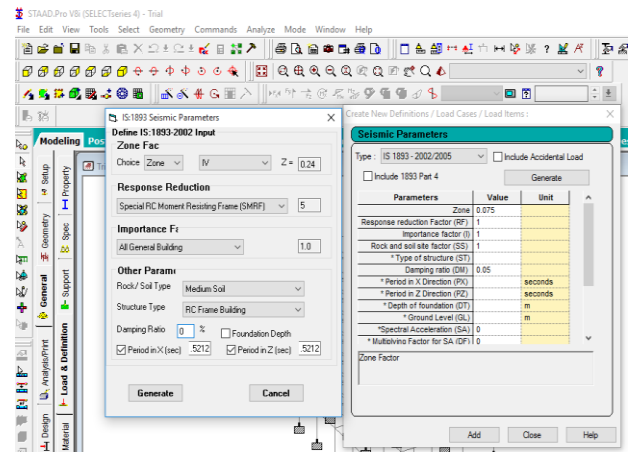 STAAD.Pro V8i (SELECTseries 4) - Trial
File Edit View Tools Select Geometry Commands Analyze Mode Window Help
Modeling Pos
IS:1893 Seismic Parameters
Define IS:1893-2002 Input
Zone Fac
Choice Zone IV Z = 0.24
Response Reduction
Special RC Moment Resisting Frame (SMRF) 5
Importance Fa
All General Building 1.0
Other Parame
Rock / Soil Type Medium Soil
Structure Type RC Frame Building
Damping Ratio 0 % Foundation Depth
Period in X (sec) .5212 Period in Z (sec) .5212
Generate Cancel
Create New Definitions / Load Cases / Load Items :
Seismic Parameters
Type : IS 1893 - 2002/2005 Include Accidental Load
Include 1893 Part 4 Generate
Parameters Value Unit
Zone 0.075
Response reduction Factor (RF) 1
Importance factor (I) 1
Rock and soil site factor (SS) 1
* Type of structure (ST)
Damping ratio (DM) 0.05
* Period in X Direction (PX) seconds
* Period in Z Direction (PZ) seconds
* Depth of foundation (DT) m
* Ground Level (GL) m
*Spectral Acceleration (SA) 0
* Multiplying Factor for SA (DF) 0
Zone Factor
Add Close Help
Setup
Property
Geometry
Spec
General
Support
Analysis/Print
Load & Definition
Design
Material